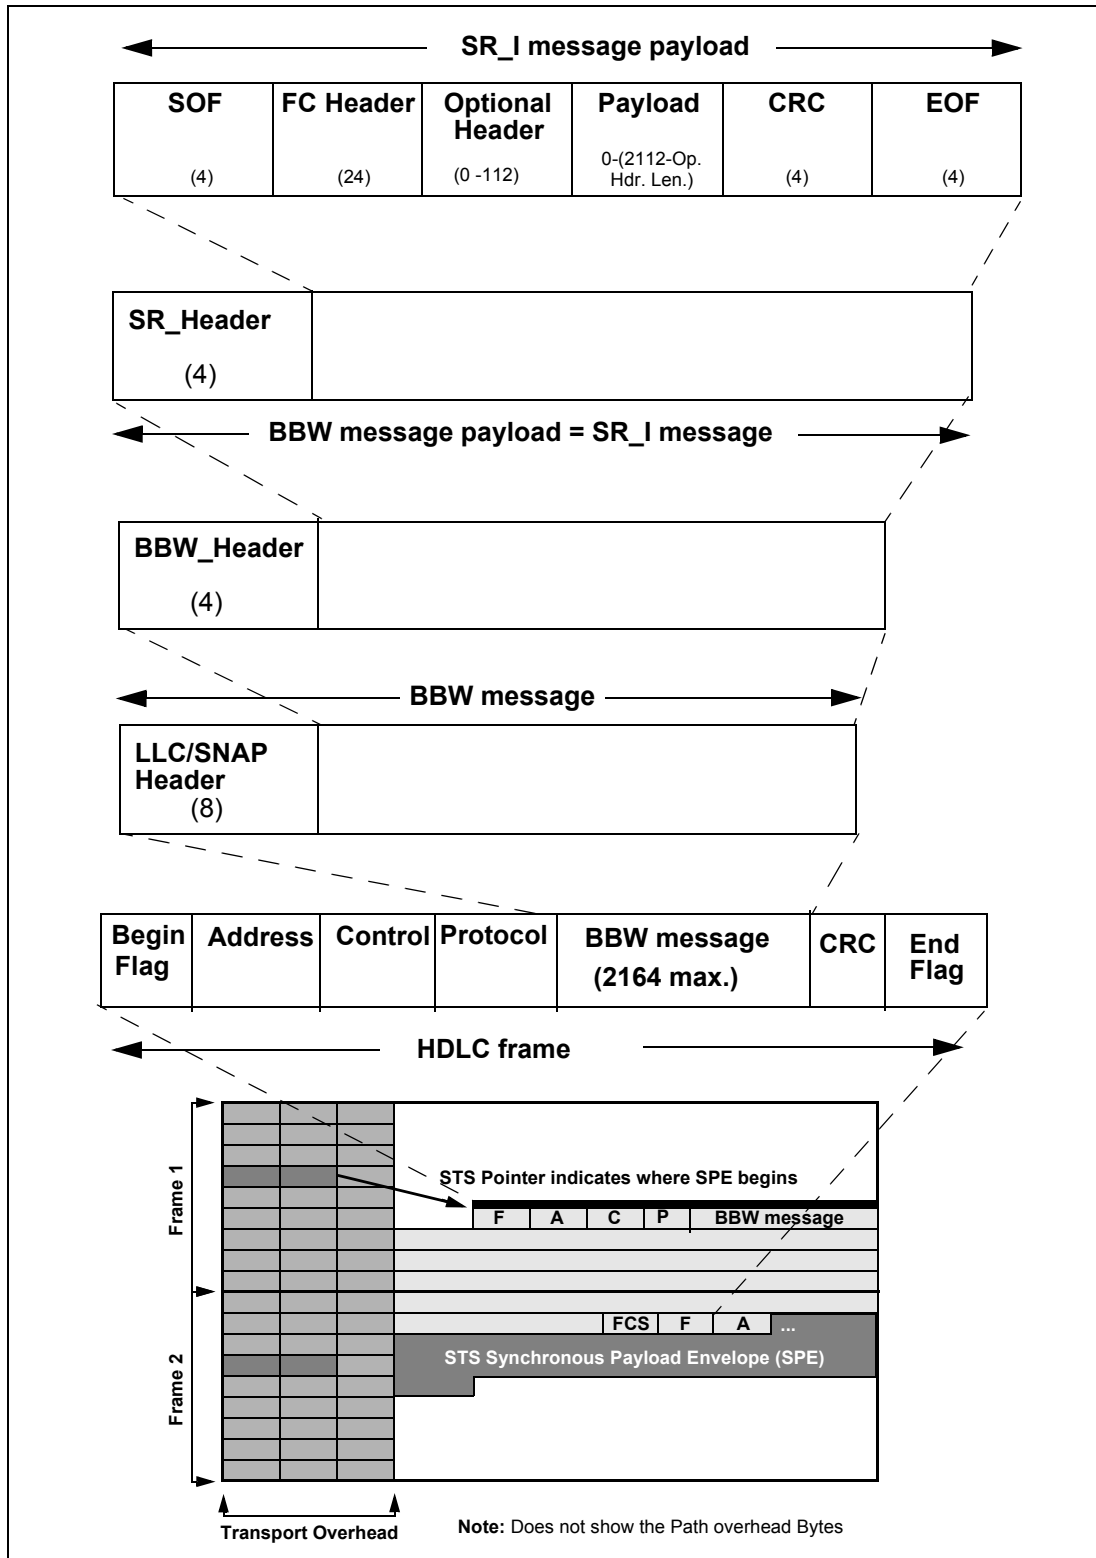 SR_I message payload
SOF
(4)
FC Header
(24)
Optional
Header
(0 -112)
Payload
0-(2112-Op.
Hdr. Len.)
CRC
(4)
EOF
(4)
SR_Header
(4)
BBW message payload = SR_I message
BBW_Header
(4)
BBW message
LLC/SNAP
Header
(8)
Begin
Flag
Address
Control
Protocol
BBW message
(2164 max.)
CRC
End
Flag
HDLC frame
Frame 1
STS Pointer indicates where SPE begins
F A C P BBW message
Frame 2
FCS F A ...
STS Synchronous Payload Envelope (SPE)
Transport Overhead
Note: Does not show the Path overhead Bytes